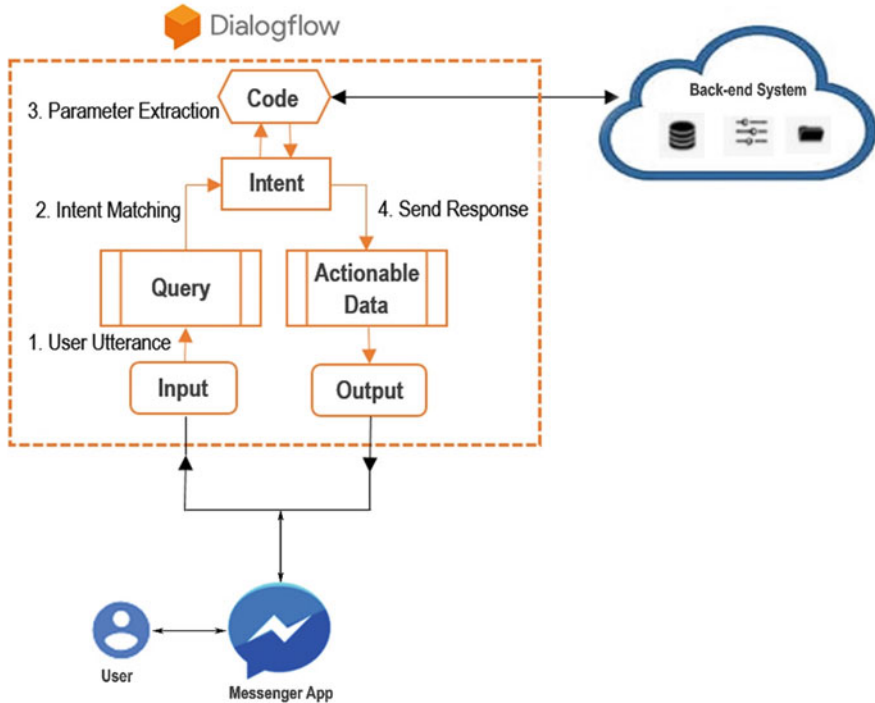 Dialogflow
Code
3. Parameter Extraction
Back-end System
Intent
2. Intent Matching
4. Send Response
Query
Actionable
Data
1. User Utterance
Input
Output
User
Messenger App